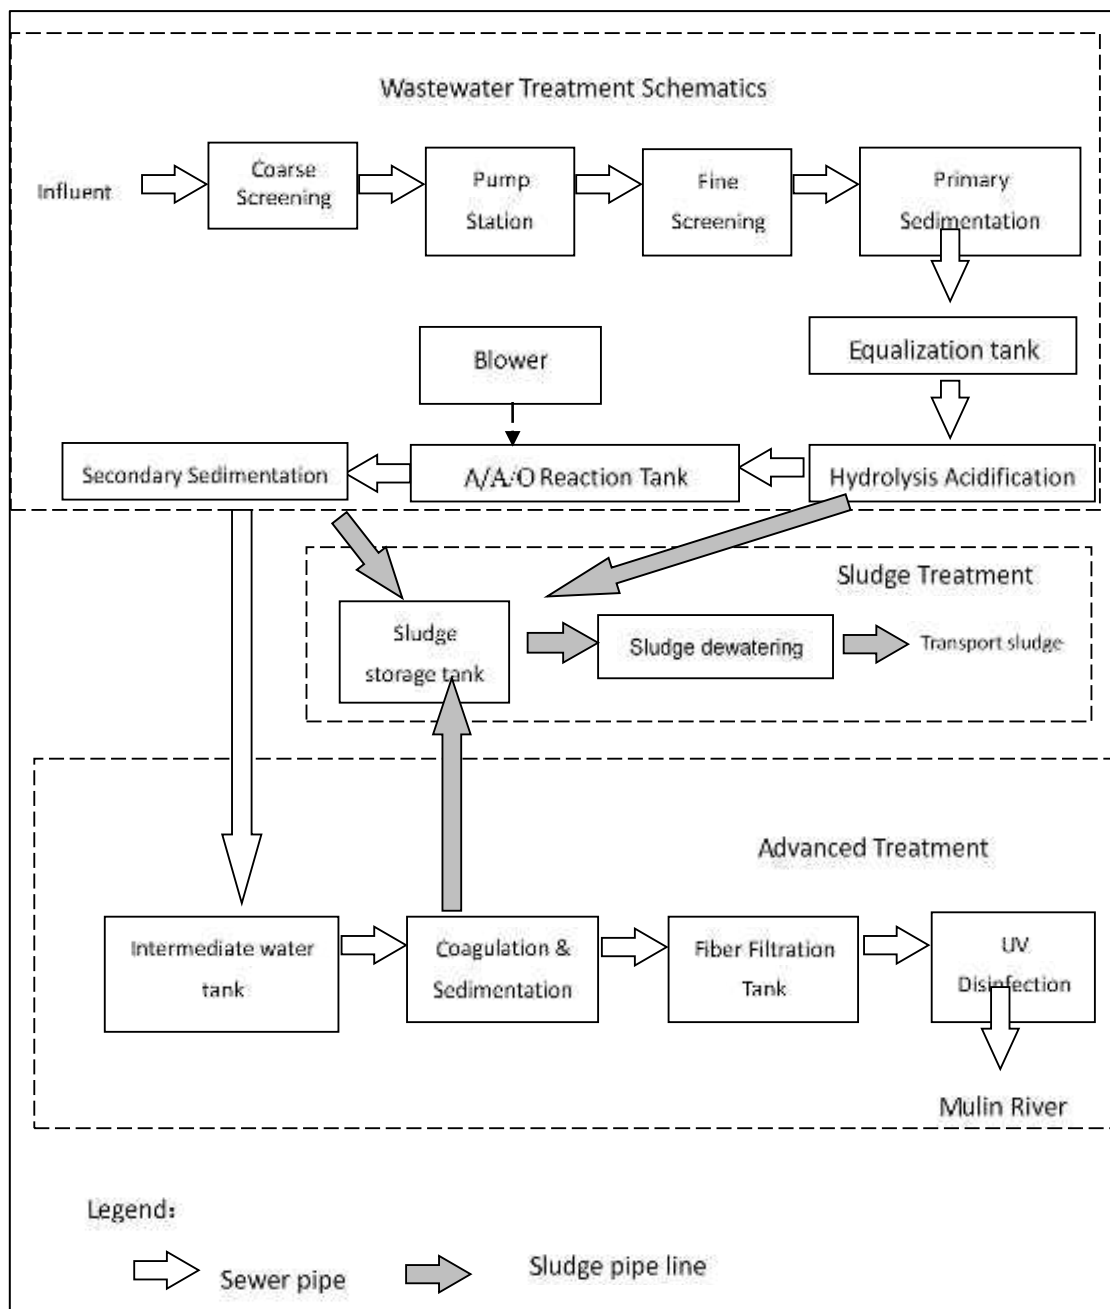 Wastewater Treatment Schematics
Influent
Coarse
Screening
Pump
Station
Fine
Screening
Primary
Sedimentation
Blower
Equalization tank
Secondary Sedimentation
A/A/O Reaction Tank
Hydrolysis Acidification
Sludge Treatment
Sludge
storage tank
Sludge dewatering
Transport sludge
Advanced Treatment
Intermediate water
tank
Coagulation &
Sedimentation
Fiber Filtration
Tank
UV
Disinfection
Mulin River
Legend:
Sewer pipe
Sludge pipe line